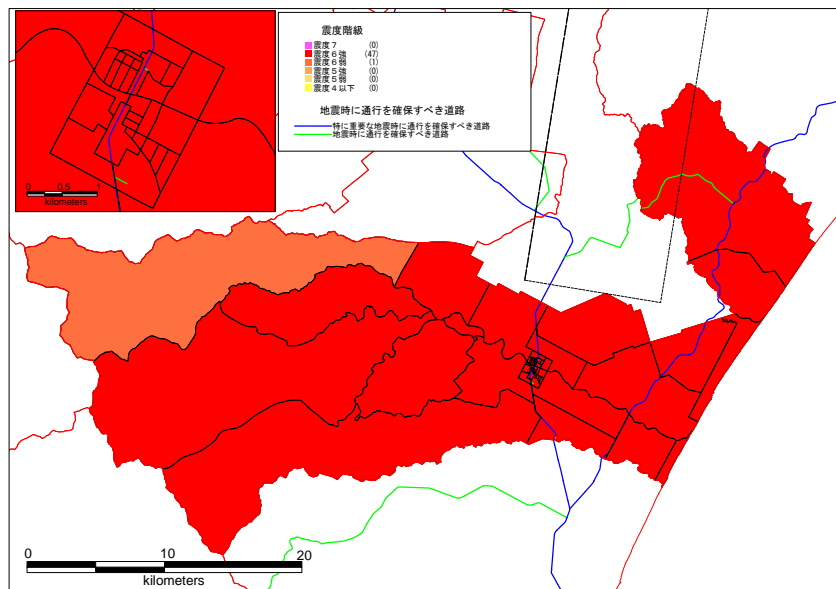 0 0.5 1
kilometers
震度階級
震度7 (0)
震度6強 (47)
震度6弱 (1)
震度5強 (0)
震度5弱 (0)
震度4以下 (0)
地震時に通行を確保すべき道路
特に重要な地震時に通行を確保すべき道路
地震時に通行を確保すべき道路
0 10 20
kilometers